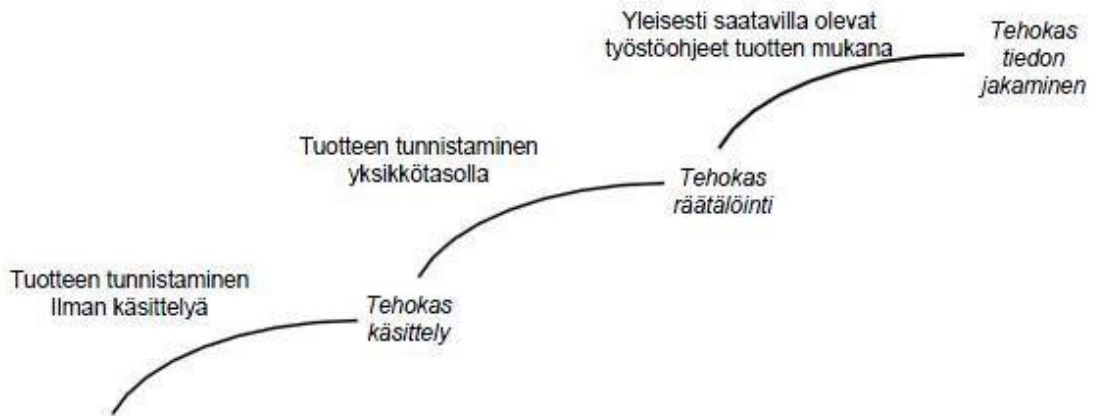 Yleisesti saatavilla olevat
työstöohjeet tuotten mukana
Tehokas
tiedon
jakaminen
Tuotteen tunnistaminen
yksikkötasolla
Tehokas
räätälöinti
Tuotteen tunnistaminen
Ilman käsittelyä
Tehokas
käsittely